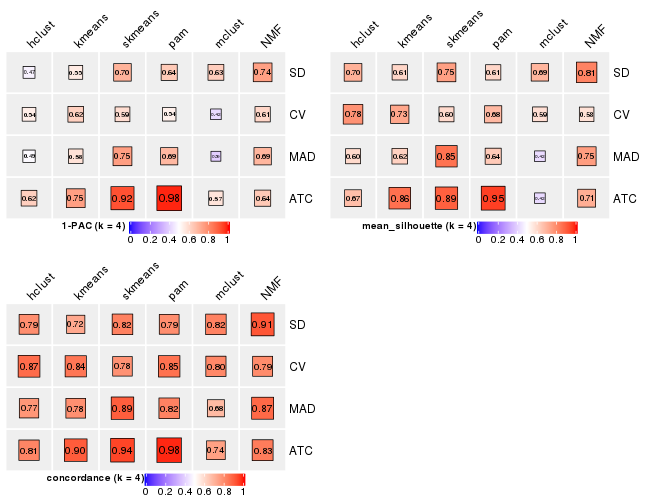 hclust kmeans skmeans pam mclust NMF
0.47 0.55 0.70 0.64 0.63 0.74 SD
0.54 0.62 0.59 0.54 0.61 CV
0.49 0.58 0.75 0.69 0.69 MAD
0.62 0.75 0.92 0.98 0.57 0.64 ATC
1-PAC (k = 4)
0 0.2 0.4 0.6 0.8 1
hclust kmeans skmeans pam mclust NMF
0.70 0.61 0.75 0.61 0.69 0.81 SD
0.78 0.73 0.60 0.68 0.59 0.58 CV
0.60 0.62 0.85 0.64 0.75 MAD
0.67 0.86 0.89 0.95 0.71 ATC
mean_silhouette (k = 4)
0 0.2 0.4 0.6 0.8 1
hclust kmeans skmeans pam mclust NMF
0.79 0.72 0.82 0.79 0.82 0.91 SD
0.87 0.84 0.78 0.85 0.80 0.79 CV
0.77 0.78 0.89 0.82 0.68 0.87 MAD
0.81 0.90 0.94 0.98 0.74 0.83 ATC
concordance (k = 4)
0 0.2 0.4 0.6 0.8 1